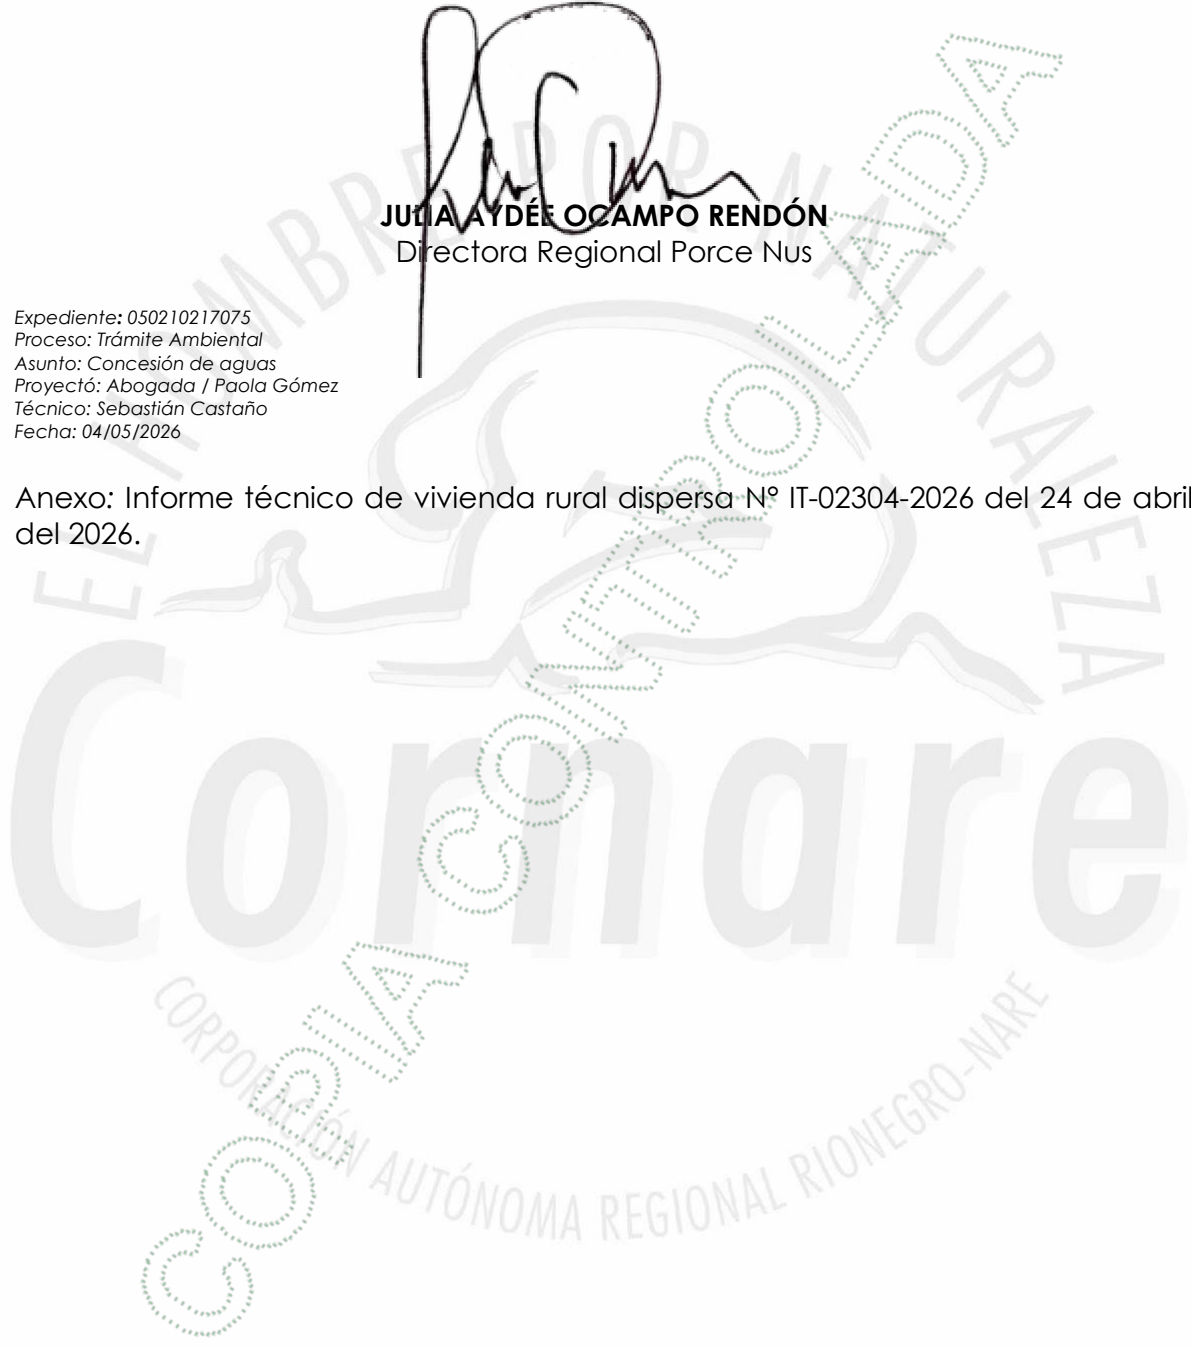 JULIA AYDÉE OCAMPO RENDÓN
Directora Regional Porce Nus
Expediente: 050210217075
Proceso: Trámite Ambiental
Asunto: Concesión de aguas
Proyectó: Abogada / Paola Gómez
Técnico: Sebastián Castaño
Fecha: 04/05/2026
Anexo: Informe técnico de vivienda rural dispersa N° IT-02304-2026 del 24 de abril
del 2026.
EL HOMBRE POR NATURALEZA
Cornare
CORPORACIÓN AUTÓNOMA REGIONAL RIONEGRO-NARE
COPIA CONTROLADA